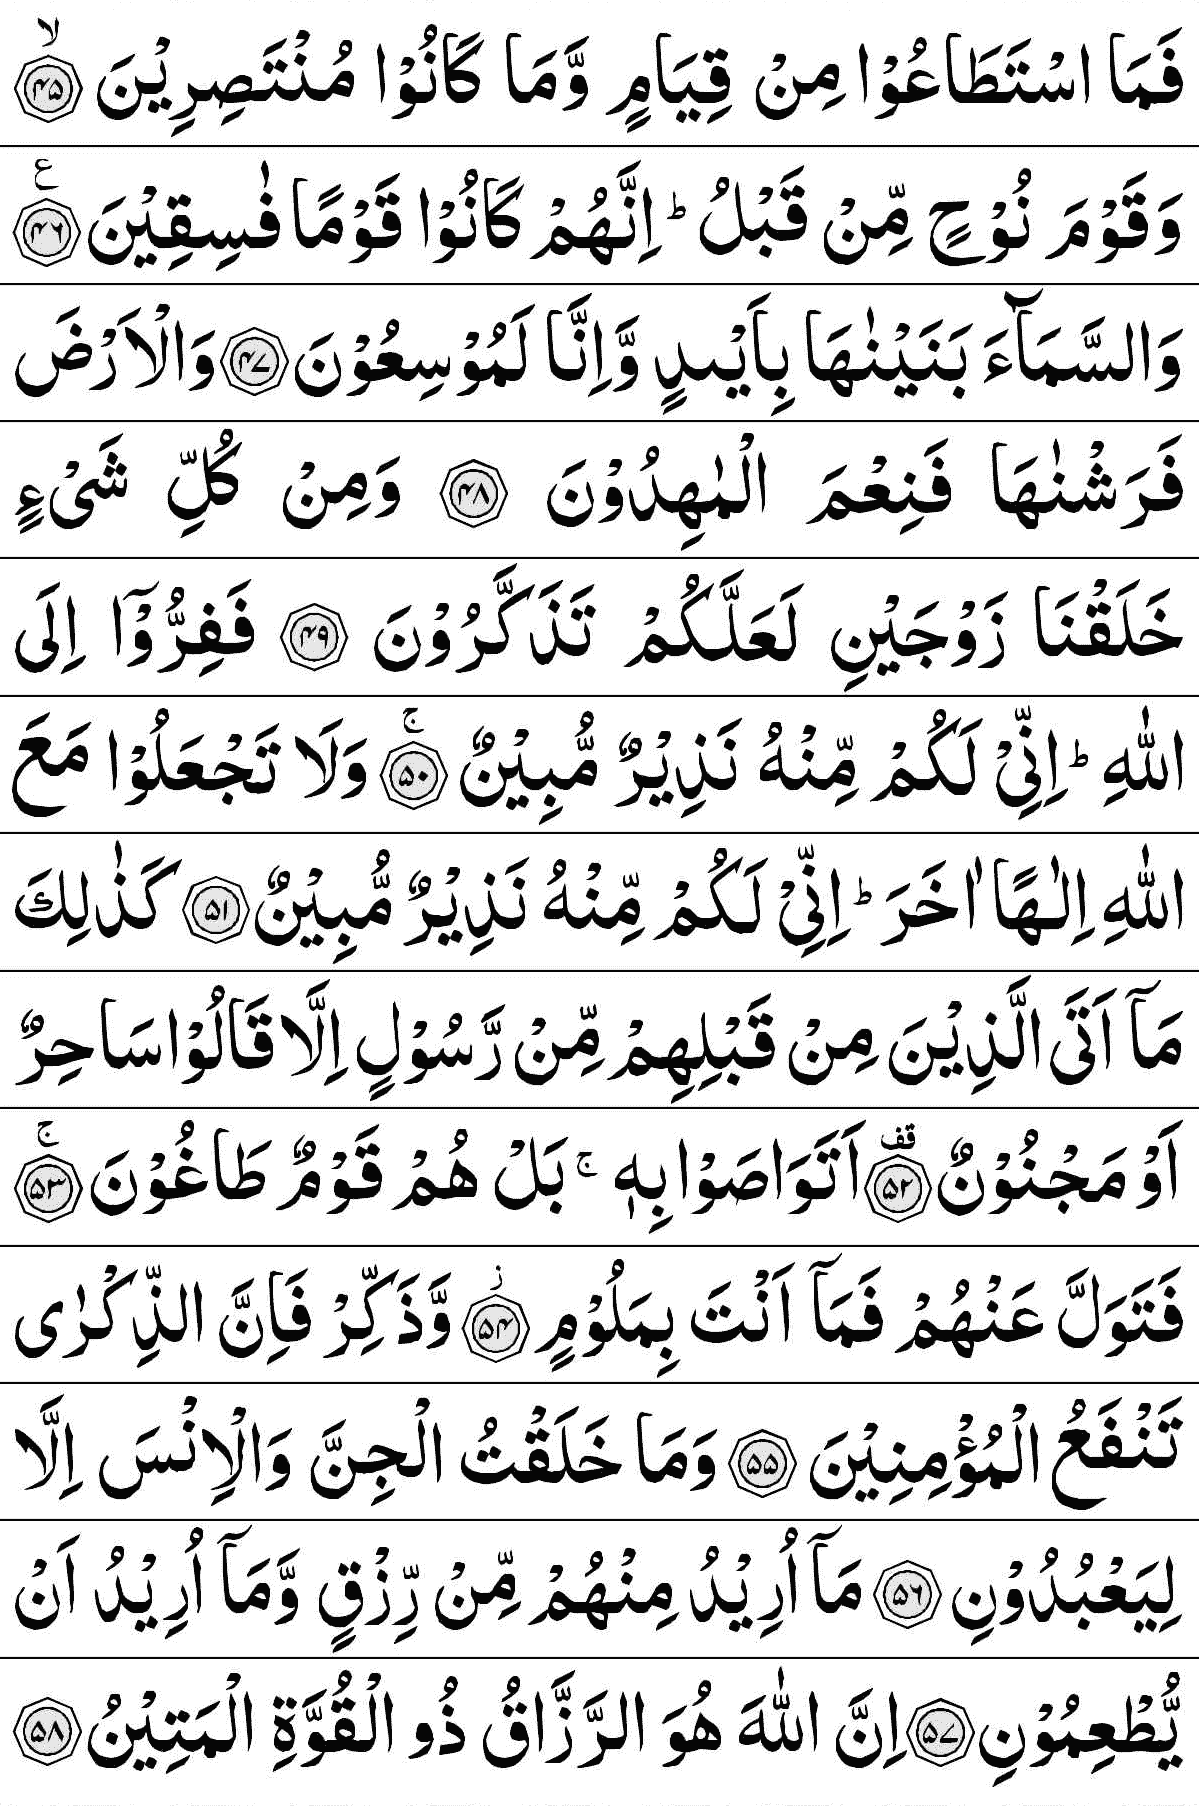 فَمَا اسْتَطَاعُوْا مِنْ قِيَامٍ وَّمَا كَانُوْا مُنْتَصِرِيْنَ ۙ﴿۴۵﴾
وَقَوْمَ نُوْحٍ مِّنْ قَبْلُ ؕ اِنَّهُمْ كَانُوْا قَوْمًا فٰسِقِيْنَ ﴿۴۶﴾ ع
وَالسَّمَآءَ بَنَيْنٰهَا بِاَيْىدٍ وَّاِنَّا لَمُوْسِعُوْنَ ﴿۴۷﴾ وَالْاَرْضَ
فَرَشْنٰهَا فَنِعْمَ الْمٰهِدُوْنَ ﴿۴۸﴾ وَمِنْ كُلِّ شَىْءٍ
خَلَقْنَا زَوْجَيْنِ لَعَلَّكُمْ تَذَكَّرُوْنَ ﴿۴۹﴾ فَفِرُّوْۤا اِلَى
اللّٰهِ ؕ اِنِّىْ لَكُمْ مِّنْهُ نَذِيْرٌ مُّبِيْنٌ ۚ﴿۵۰﴾ وَلَا تَجْعَلُوْا مَعَ
اللّٰهِ اِلٰهًا اٰخَرَ ؕ اِنِّىْ لَكُمْ مِّنْهُ نَذِيْرٌ مُّبِيْنٌ ﴿۵۱﴾ كَذٰلِكَ
مَاۤ اَتَى الَّذِيْنَ مِنْ قَبْلِهِمْ مِّنْ رَّسُوْلٍ اِلَّا قَالُوْا سَاحِرٌ
اَوْ مَجْنُوْنٌ ﴿۵۲﴾ قف اَتَوَاصَوْا بِهٖ ۚ بَلْ هُمْ قَوْمٌ طَاغُوْنَ ۚ﴿۵۳﴾
فَتَوَلَّ عَنْهُمْ فَمَاۤ اَنْتَ بِمَلُوْمٍ ﴿۵۴﴾ ز وَّذَكِّرْ فَاِنَّ الذِّكْرٰى
تَنْفَعُ الْمُؤْمِنِيْنَ ﴿۵۵﴾ وَمَا خَلَقْتُ الْجِنَّ وَالْاِنْسَ اِلَّا
لِيَعْبُدُوْنِ ﴿۵۶﴾ مَاۤ اُرِيْدُ مِنْهُمْ مِّنْ رِّزْقٍ وَّمَاۤ اُرِيْدُ اَنْ
يُّطْعِمُوْنِ ﴿۵۷﴾ اِنَّ اللّٰهَ هُوَ الرَّزَّاقُ ذُو الْقُوَّةِ الْمَتِيْنُ ﴿۵۸﴾